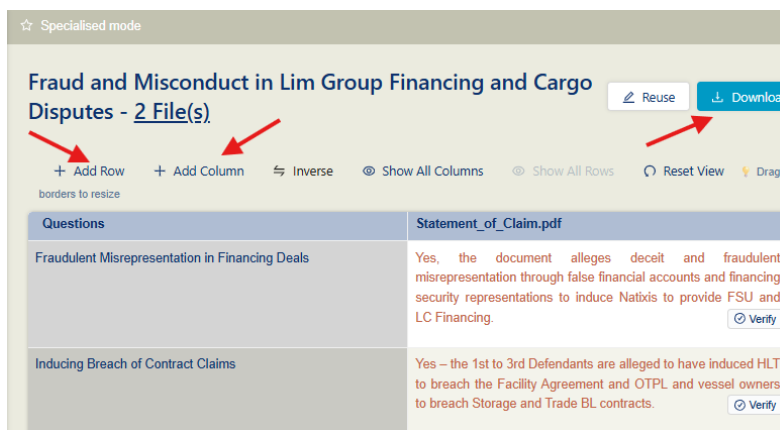 Specialised mode
Fraud and Misconduct in Lim Group Financing and Cargo
Disputes - 2 File(s)
Reuse
Downloa
+ Add Row + Add Column Inverse Show All Columns Show All Rows Reset View Drag
borders to resize
Questions Statement_of_Claim.pdf
Fraudulent Misrepresentation in Financing Deals
Yes, the document alleges deceit and fraudulent
misrepresentation through false financial accounts and financing
security representations to induce Natixis to provide FSU and
LC Financing.
Verify
Inducing Breach of Contract Claims
Yes – the 1st to 3rd Defendants are alleged to have induced HLT
to breach the Facility Agreement and OTPL and vessel owners
to breach Storage and Trade BL contracts.
Verify